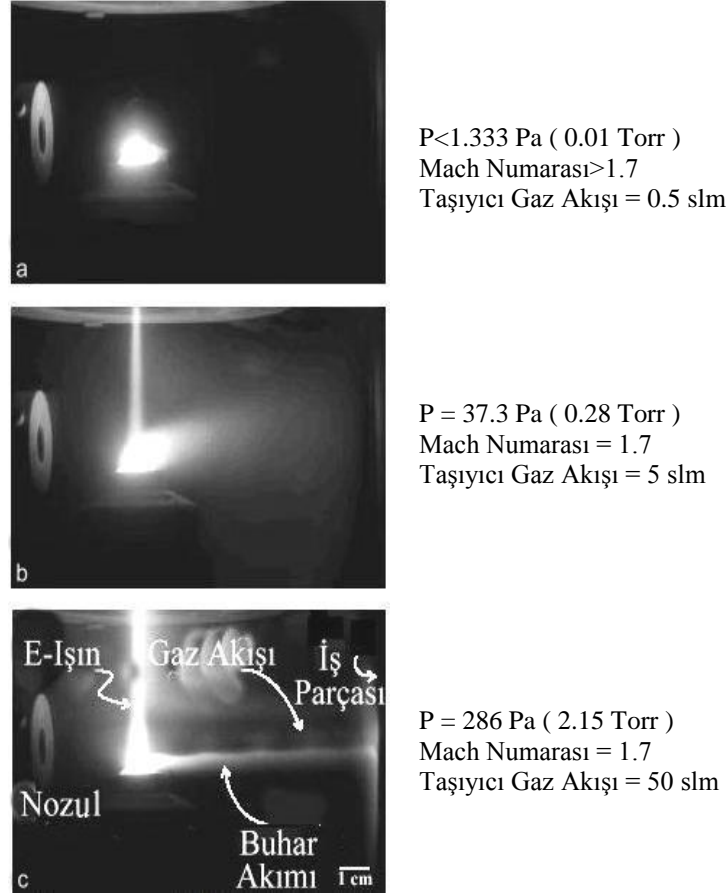 a
P<1.333 Pa ( 0.01 Torr )
Mach Numarası>1.7
Taşıyıcı Gaz Akışı = 0.5 slm
b
P = 37.3 Pa ( 0.28 Torr )
Mach Numarası = 1.7
Taşıyıcı Gaz Akışı = 5 slm
E-Işın
Gaz Akışı
İş
Parçası
Nozul
Buhar
Akımı
1 cm
c
P = 286 Pa ( 2.15 Torr )
Mach Numarası = 1.7
Taşıyıcı Gaz Akışı = 50 slm